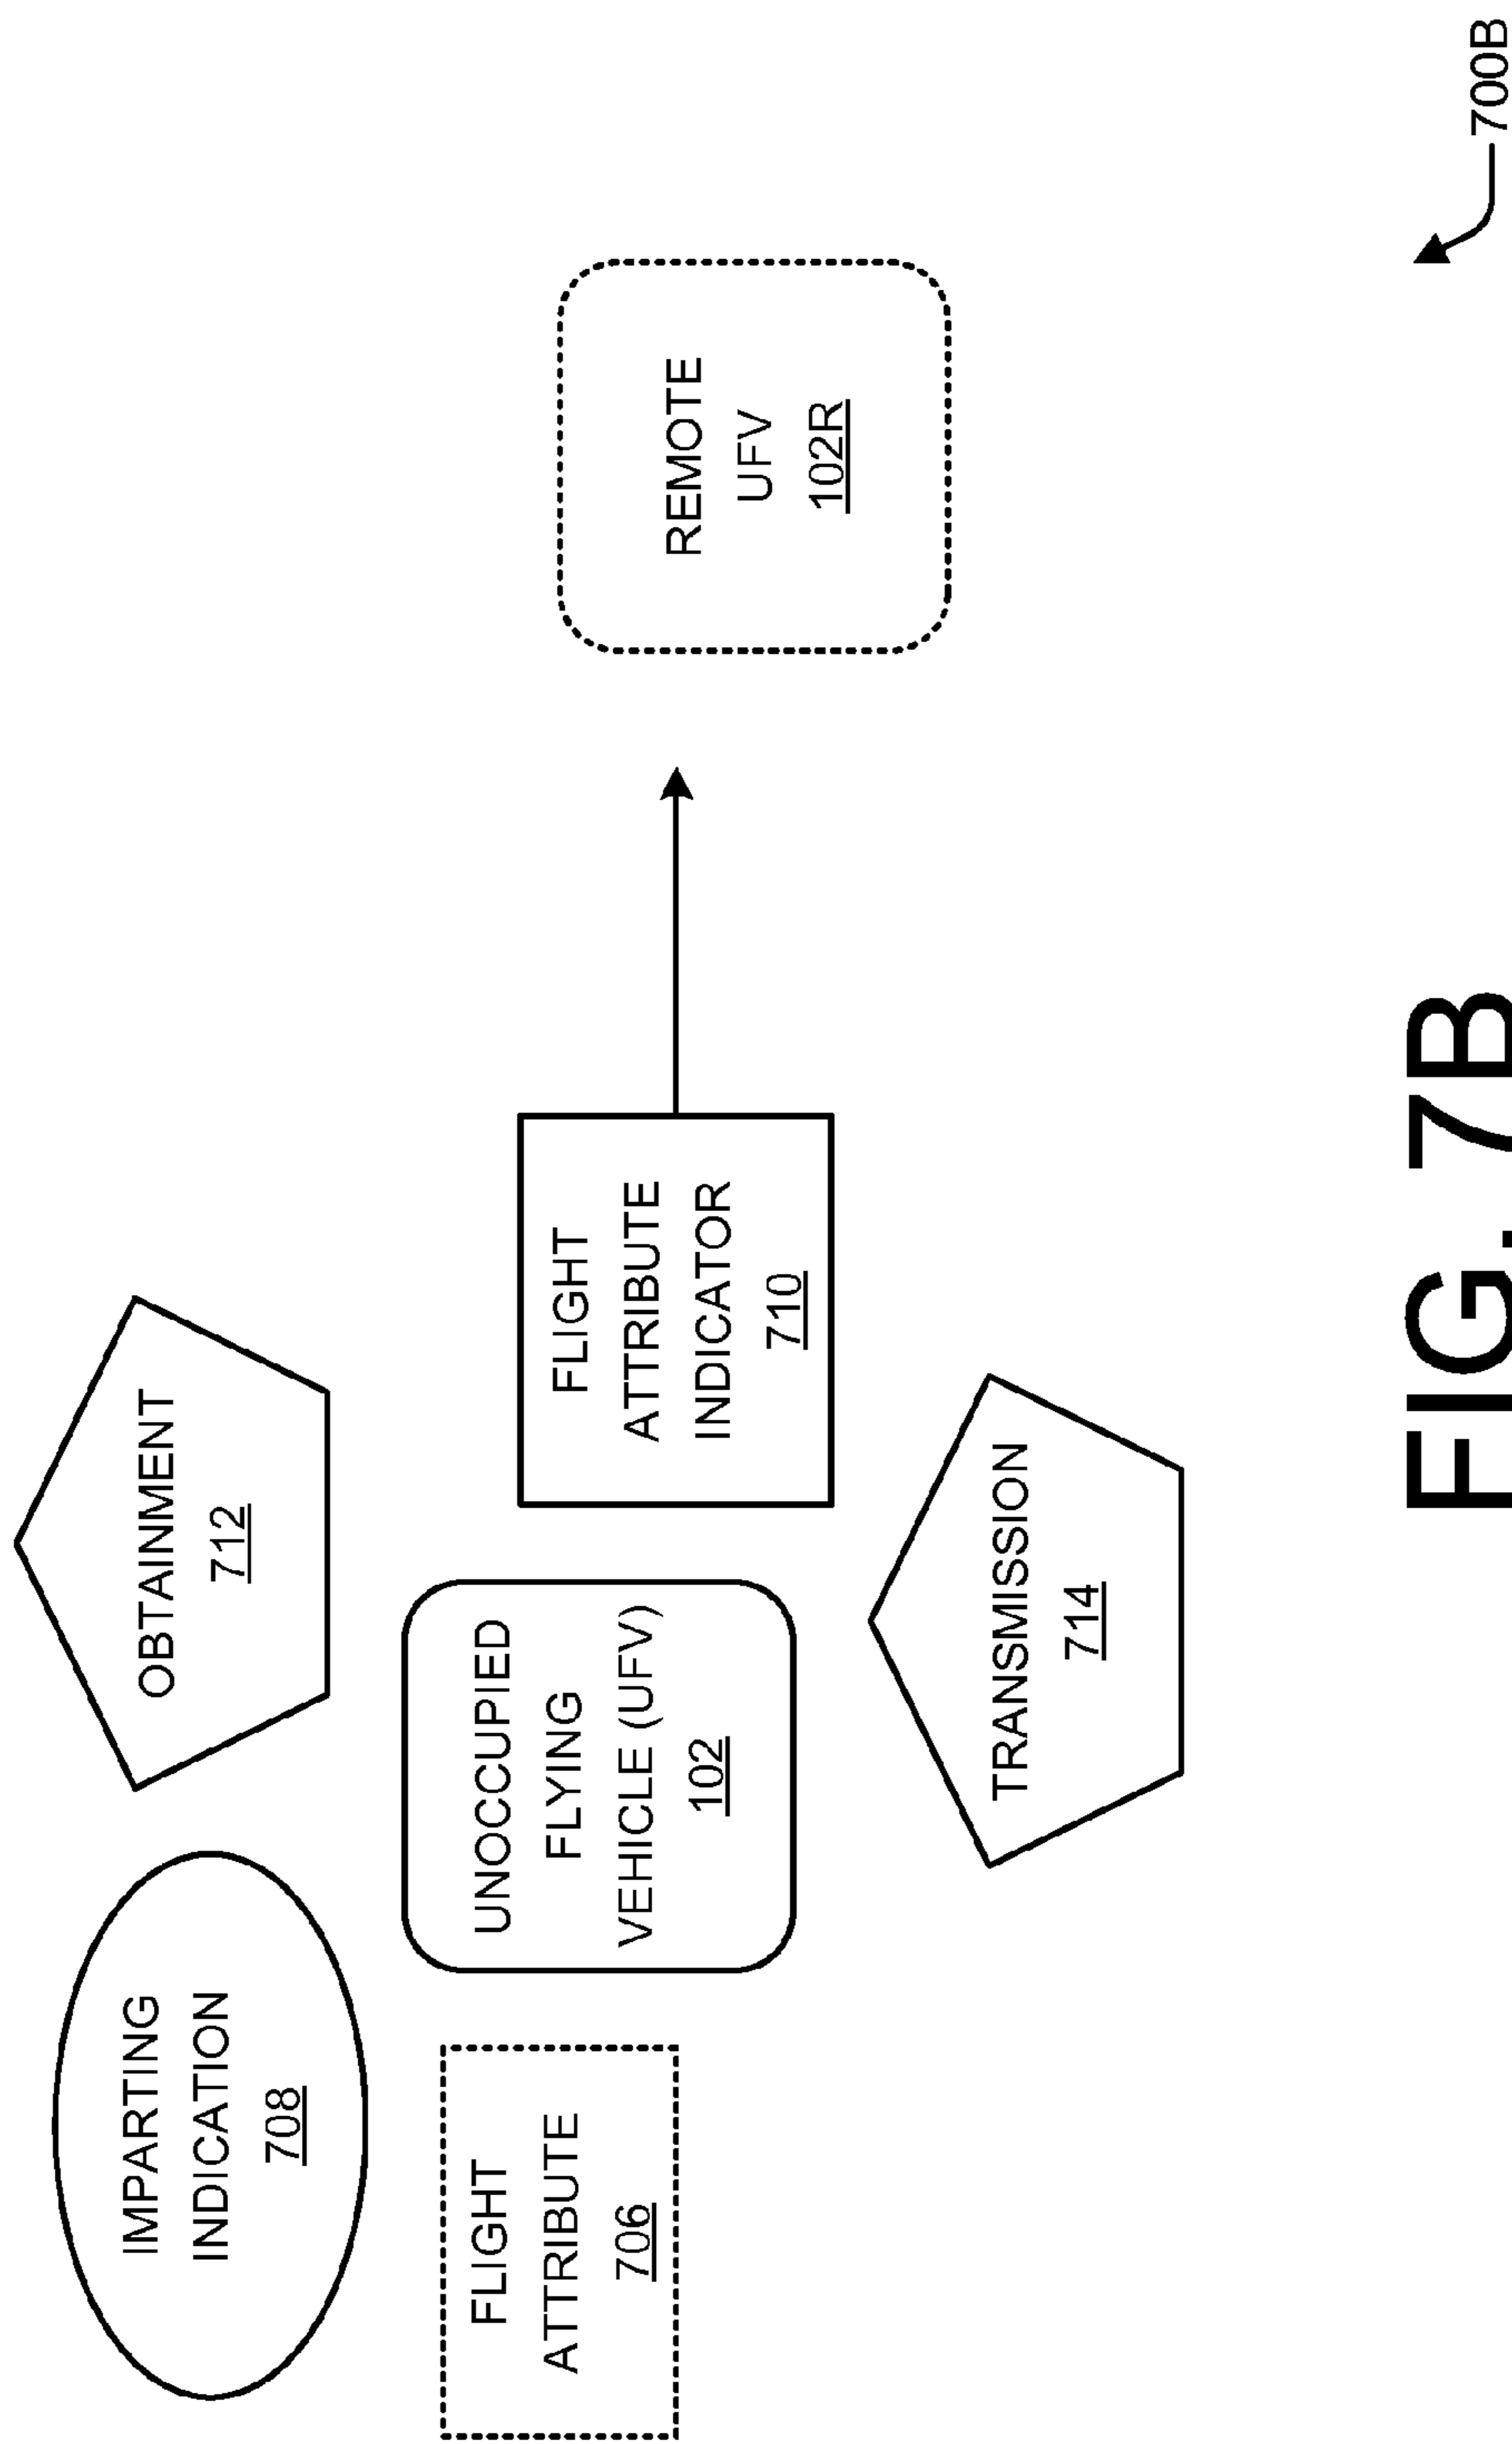 IMPARTING
INDICATION
708
OBTAINMENT
712
FLIGHT
ATTRIBUTE
706
UNOCCUPIED
FLYING
VEHICLE (UFV)
102
FLIGHT
ATTRIBUTE
INDICATOR
710
REMOTE
UFV
102R
TRANSMISSION
714
700B
FIG. 7B